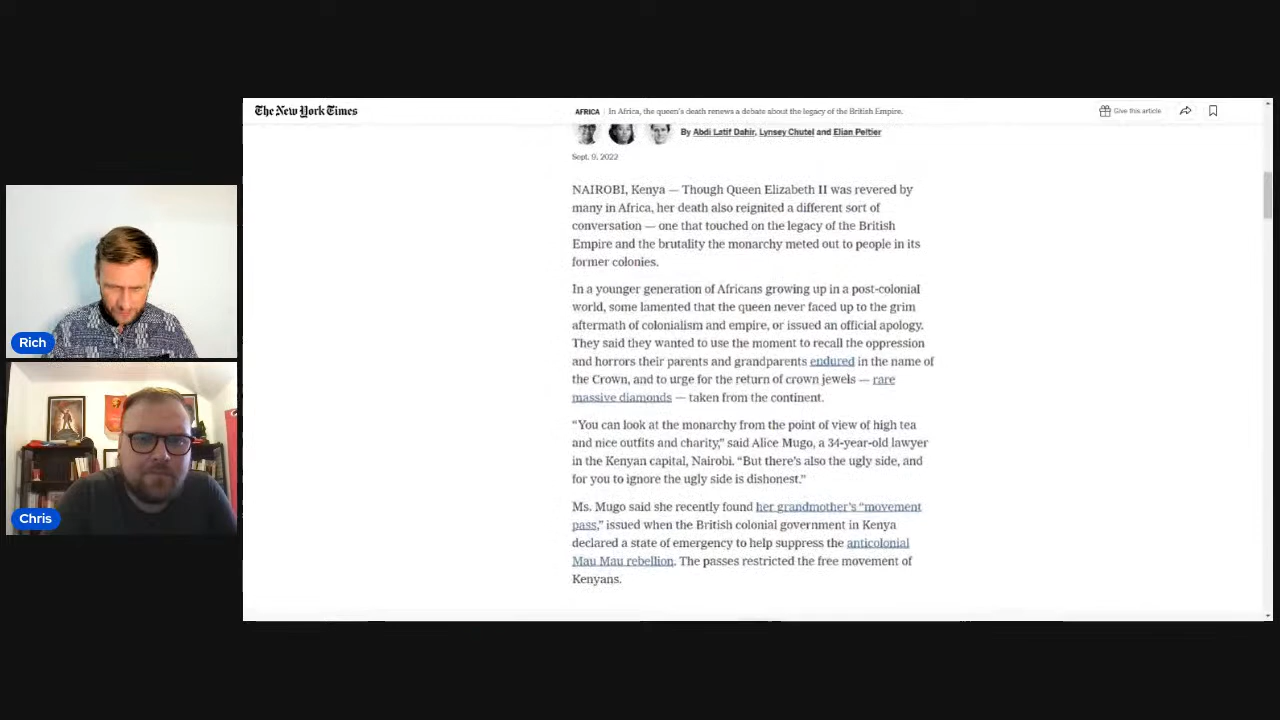 The New York Times
AFRICA | In Africa, the queen's death renews a debate about the legacy of the British Empire.
Give this article
By Abdi Latif Dahir, Lynsey Chutel and Elian Peltier
Sept. 9, 2022
NAIROBI, Kenya — Though Queen Elizabeth II was revered by
many in Africa, her death also reignited a different sort of
conversation — one that touched on the legacy of the British
Empire and the brutality the monarchy meted out to people in its
former colonies.
In a younger generation of Africans growing up in a post-colonial
world, some lamented that the queen never faced up to the grim
aftermath of colonialism and empire, or issued an official apology.
They said they wanted to use the moment to recall the oppression
and horrors their parents and grandparents endured in the name of
the Crown, and to urge for the return of crown jewels — rare
massive diamonds — taken from the continent.
“You can look at the monarchy from the point of view of high tea
and nice outfits and charity,” said Alice Mugo, a 34-year-old lawyer
in the Kenyan capital, Nairobi. “But there’s also the ugly side, and
for you to ignore the ugly side is dishonest.”
Ms. Mugo said she recently found her grandmother’s “movement
pass,” issued when the British colonial government in Kenya
declared a state of emergency to help suppress the anticolonial
Mau Mau rebellion. The passes restricted the free movement of
Kenyans.
Rich
Chris